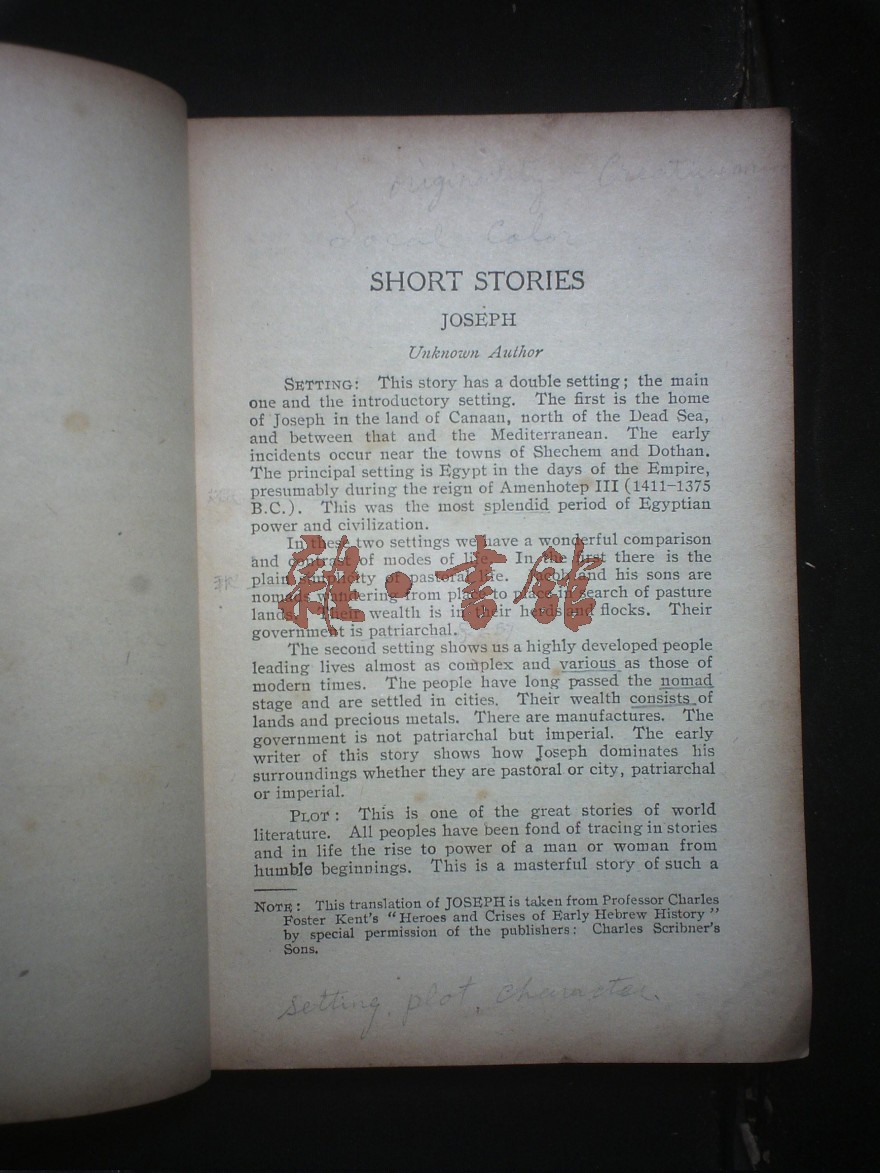 Local Color
SHORT STORIES
JOSEPH
Unknown Author
SETTING: This story has a double setting; the main
one and the introductory setting. The first is the home
of Joseph in the land of Canaan, north of the Dead Sea,
and between that and the Mediterranean. The early
incidents occur near the towns of Shechem and Dothan.
The principal setting is Egypt in the days of the Empire,
presumably during the reign of Amenhotep III (1411-1375
B.C.). This was the most splendid period of Egyptian
power and civilization.
In these two settings we have a wonderful comparison
and contrast of modes of life. In the first there is the
plain simplicity of pastoral life. Jacob and his sons are
nomads wandering from place to place in search of pasture
lands. Their wealth is in their herds and flocks. Their
government is patriarchal.
雜·書館
The second setting shows us a highly developed people
leading lives almost as complex and various as those of
modern times. The people have long passed the nomad
stage and are settled in cities. Their wealth consists of
lands and precious metals. There are manufactures. The
government is not patriarchal but imperial. The early
writer of this story shows how Joseph dominates his
surroundings whether they are pastoral or city, patriarchal
or imperial.
PLOT: This is one of the great stories of world
literature. All peoples have been fond of tracing in stories
and in life the rise to power of a man or woman from
humble beginnings. This is a masterful story of such a
NOTE: This translation of JOSEPH is taken from Professor Charles
Foster Kent's "Heroes and Crises of Early Hebrew History"
by special permission of the publishers: Charles Scribner's
Sons.
setting, plot, character.